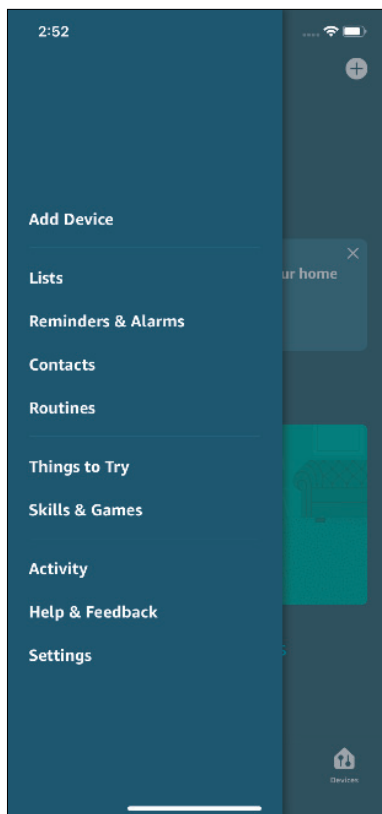 2:52
Add Device
ur home
Lists
Reminders & Alarms
Contacts
Routines
Things to Try
Skills & Games
Activity
Help & Feedback
Settings
s
Devices